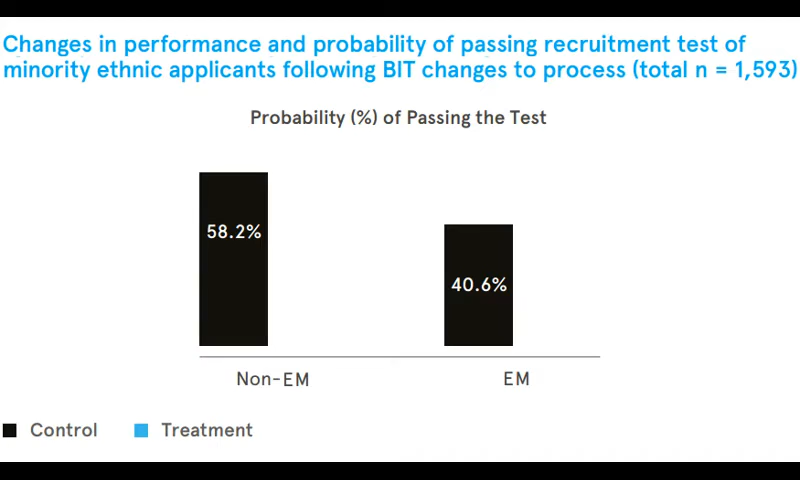 Changes in performance and probability of passing recruitment test of
minority ethnic applicants following BIT changes to process (total n = 1,593)
Probability (%) of Passing the Test
58.2%
40.6%
Non-EM
EM
Control
Treatment